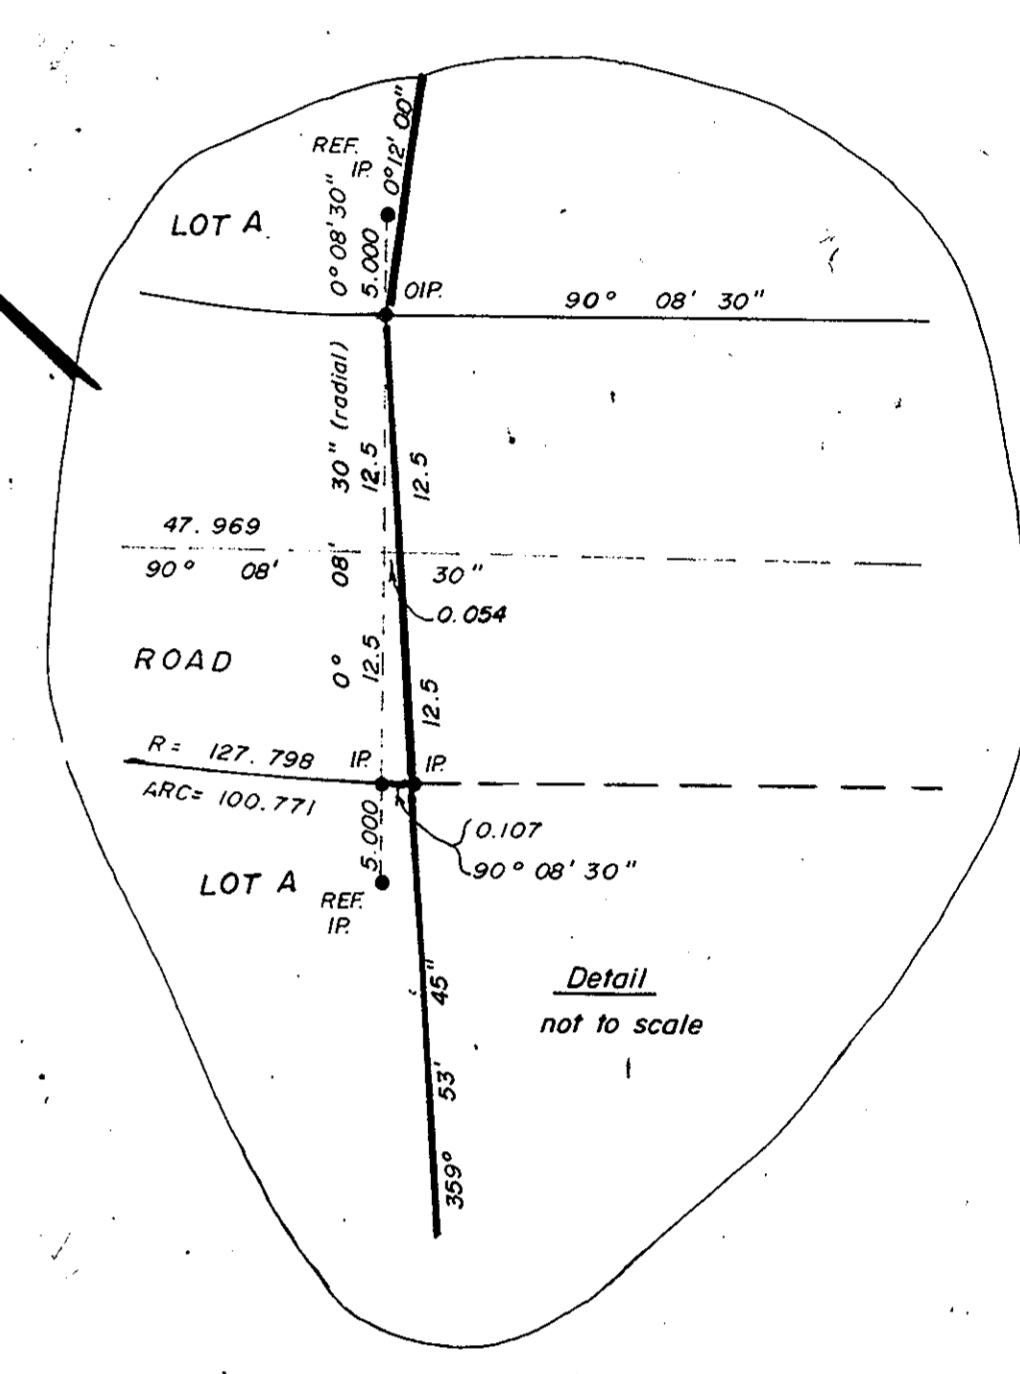 0°12' 00"
REF.
IP.
LOT A.
0° 08' 30"
5.000
OIP.
90° 08' 30"
0° 08' 30" (radial)
12.5
12.5
47.969
90° 08' 30"
0.054
ROAD
12.5
12.5
R= 127.798
IP.
IP.
ARC= 100.771
5.000
0.107
90° 08' 30"
LOT A
REF.
IP.
359° 53' 45"
Detail
not to scale